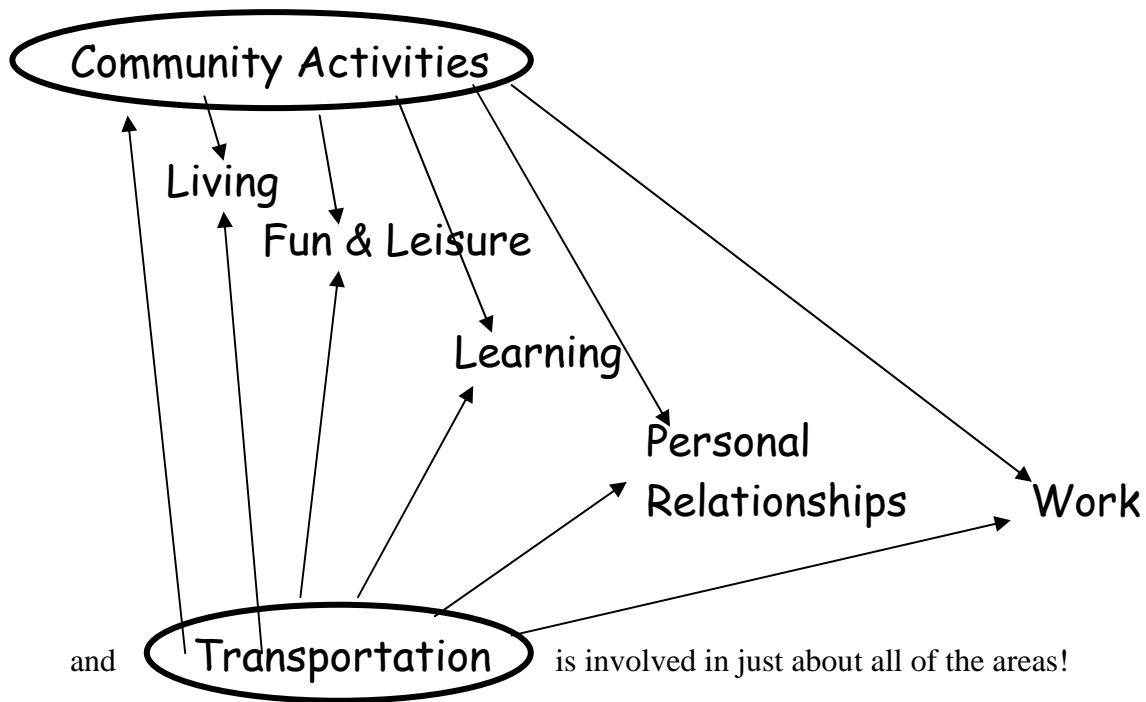 Community Activities
Living
Fun & Leisure
Learning
Personal
Relationships
Work
and Transportation is involved in just about all of the areas!